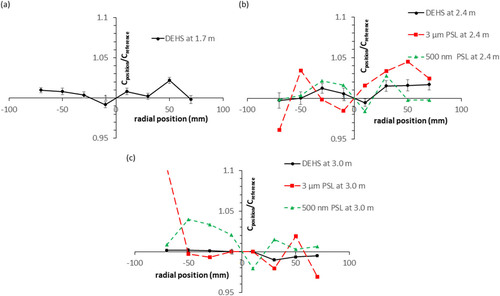 (a)
1.1
DEHS at 1.7 m
1.05
Cposition/Creference
1
-100
-50
0
50
100
radial position (mm)
0.95
(b)
1.1
DEHS at 2.4 m
3 µm PSL at 2.4 m
500 nm PSL at 2.4 m
1.05
Cposition/Creference
1
-100
-50
0
50
100
radial position (mm)
0.95
(c)
1.1
DEHS at 3.0 m
3 µm PSL at 3.0 m
500 nm PSL at 3.0 m
1.05
Cposition/Creference
1
-100
-50
0
50
100
radial position (mm)
0.95